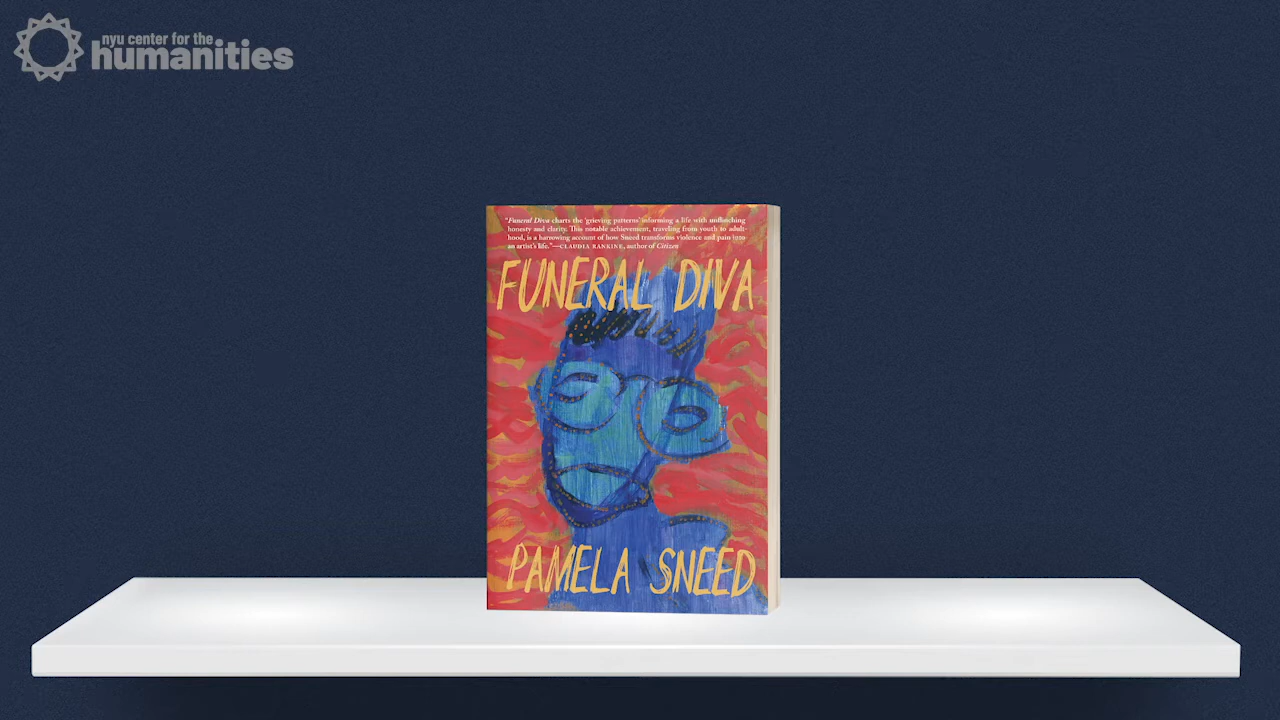 nyu center for the
humanities
"Funeral Diva charts the 'grieving patterns' informing a life with unflinching
honesty and clarity. This notable achievement, traveling from youth to adult-
hood, is a harrowing account of how Sneed transforms violence and pain into
an artist's life."—CLAUDIA RANKINE, author of Citizen
FUNERAL DIVA
PAMELA SNEED